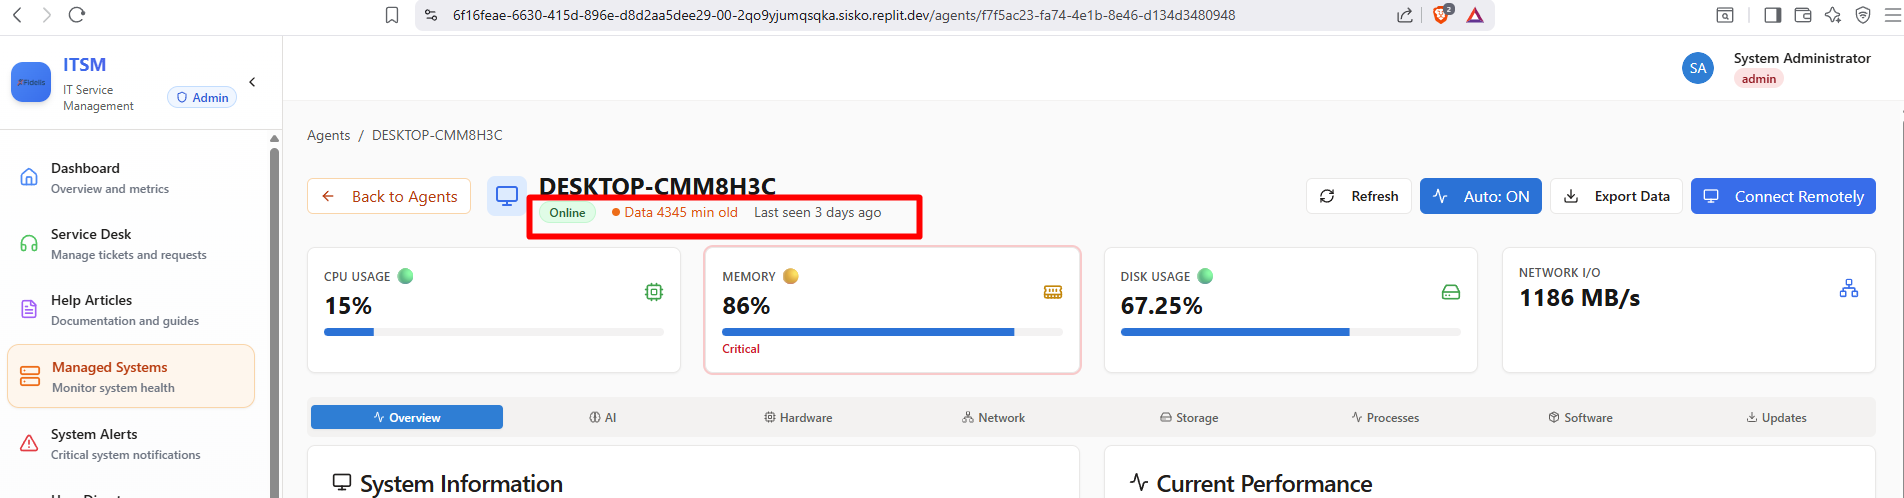 6f16feae-6630-415d-896e-d8d2aa5dee29-00-2qo9yjumqsqka.sisko.replit.dev/agents/f7f5ac23-fa74-4e1b-8e46-d134d3480948
2
Fidelis
ITSM
IT Service
Management
Admin
SA
System Administrator
admin
Agents / DESKTOP-CMM8H3C
Dashboard
Overview and metrics
Service Desk
Manage tickets and requests
Help Articles
Documentation and guides
Managed Systems
Monitor system health
System Alerts
Critical system notifications
Back to Agents
DESKTOP-CMM8H3C
Online Data 4345 min old Last seen 3 days ago
Refresh
Auto: ON
Export Data
Connect Remotely
CPU USAGE
15%
MEMORY
86%
Critical
DISK USAGE
67.25%
NETWORK I/O
1186 MB/s
Overview
AI
Hardware
Network
Storage
Processes
Software
Updates
System Information
Current Performance